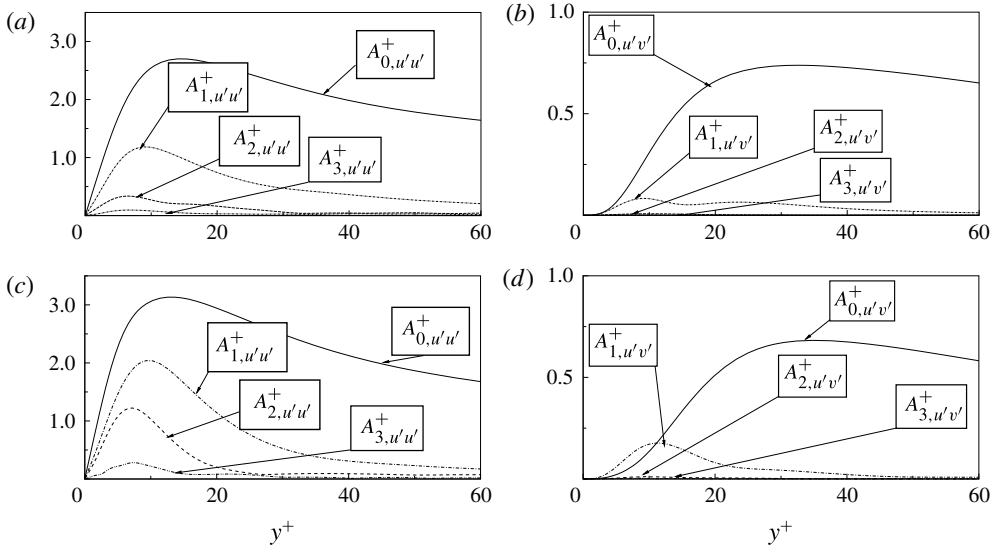 (a)
3.5
3.0
2.0
1.0
0
20
40
60
A⁺₀,u′u′
A⁺₁,u′u′
A⁺₂,u′u′
A⁺₃,u′u′
(b)
1.0
0.5
0
20
40
60
A⁺₀,u′v′
A⁺₁,u′v′
A⁺₂,u′v′
A⁺₃,u′v′
(c)
3.0
2.0
1.0
0
20
40
60
y⁺
A⁺₀,u′u′
A⁺₁,u′u′
A⁺₂,u′u′
A⁺₃,u′u′
(d)
1.0
0.5
0
20
40
60
y⁺
A⁺₀,u′v′
A⁺₁,u′v′
A⁺₂,u′v′
A⁺₃,u′v′